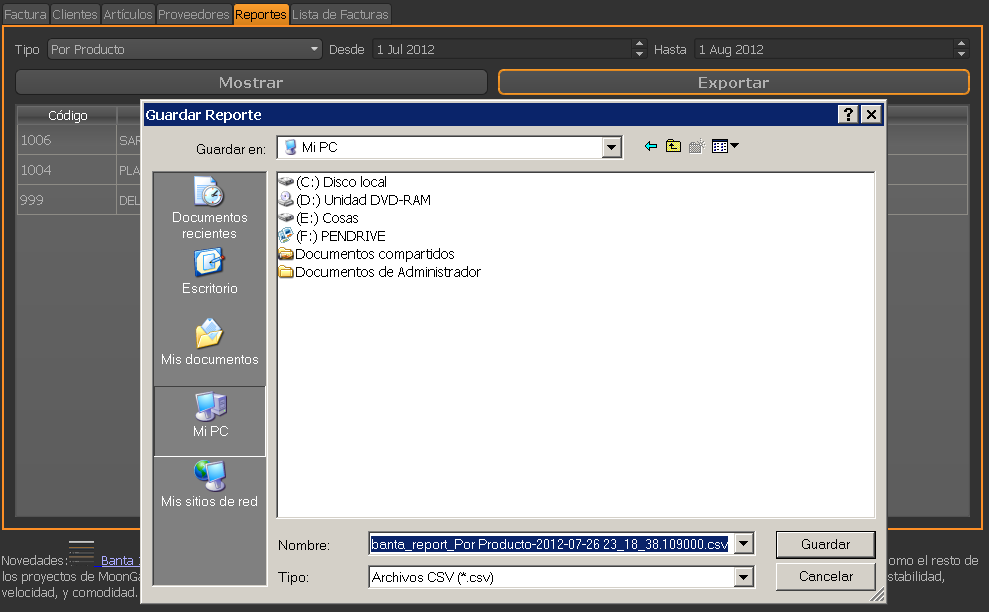 Factura Clientes Artículos Proveedores Reportes Lista de Facturas
Tipo Por Producto Desde 1 Jul 2012 Hasta 1 Aug 2012
Mostrar Exportar
Código
1006 SAR
1004 PLA
999 DEL
Guardar Reporte
Guardar en: Mi PC
Documentos recientes
Escritorio
Mis documentos
Mi PC
Mis sitios de red
(C:) Disco local
(D:) Unidad DVD-RAM
(E:) Cosas
(F:) PENDRIVE
Documentos compartidos
Documentos de Administrador
Nombre: banta_report_Por Producto-2012-07-26 23_18_38.109000.csv Guardar
Tipo: Archivos CSV (*.csv) Cancelar
Novedades: Banta omo el resto de
los proyectos de MoonGa stabilidad,
velocidad, y comodidad.